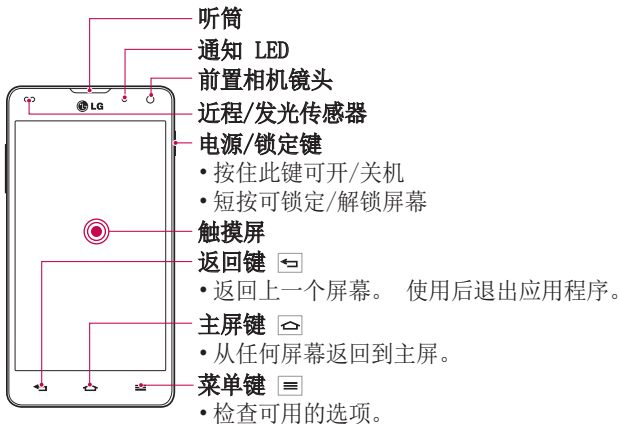 听筒
通知 LED
前置相机镜头
近程/发光传感器
电源/锁定键
•按住此键可开/关机
•短按可锁定/解锁屏幕
触摸屏
返回键
•返回上一个屏幕。 使用后退出应用程序。
主屏键
•从任何屏幕返回到主屏。
菜单键
•检查可用的选项。
LG